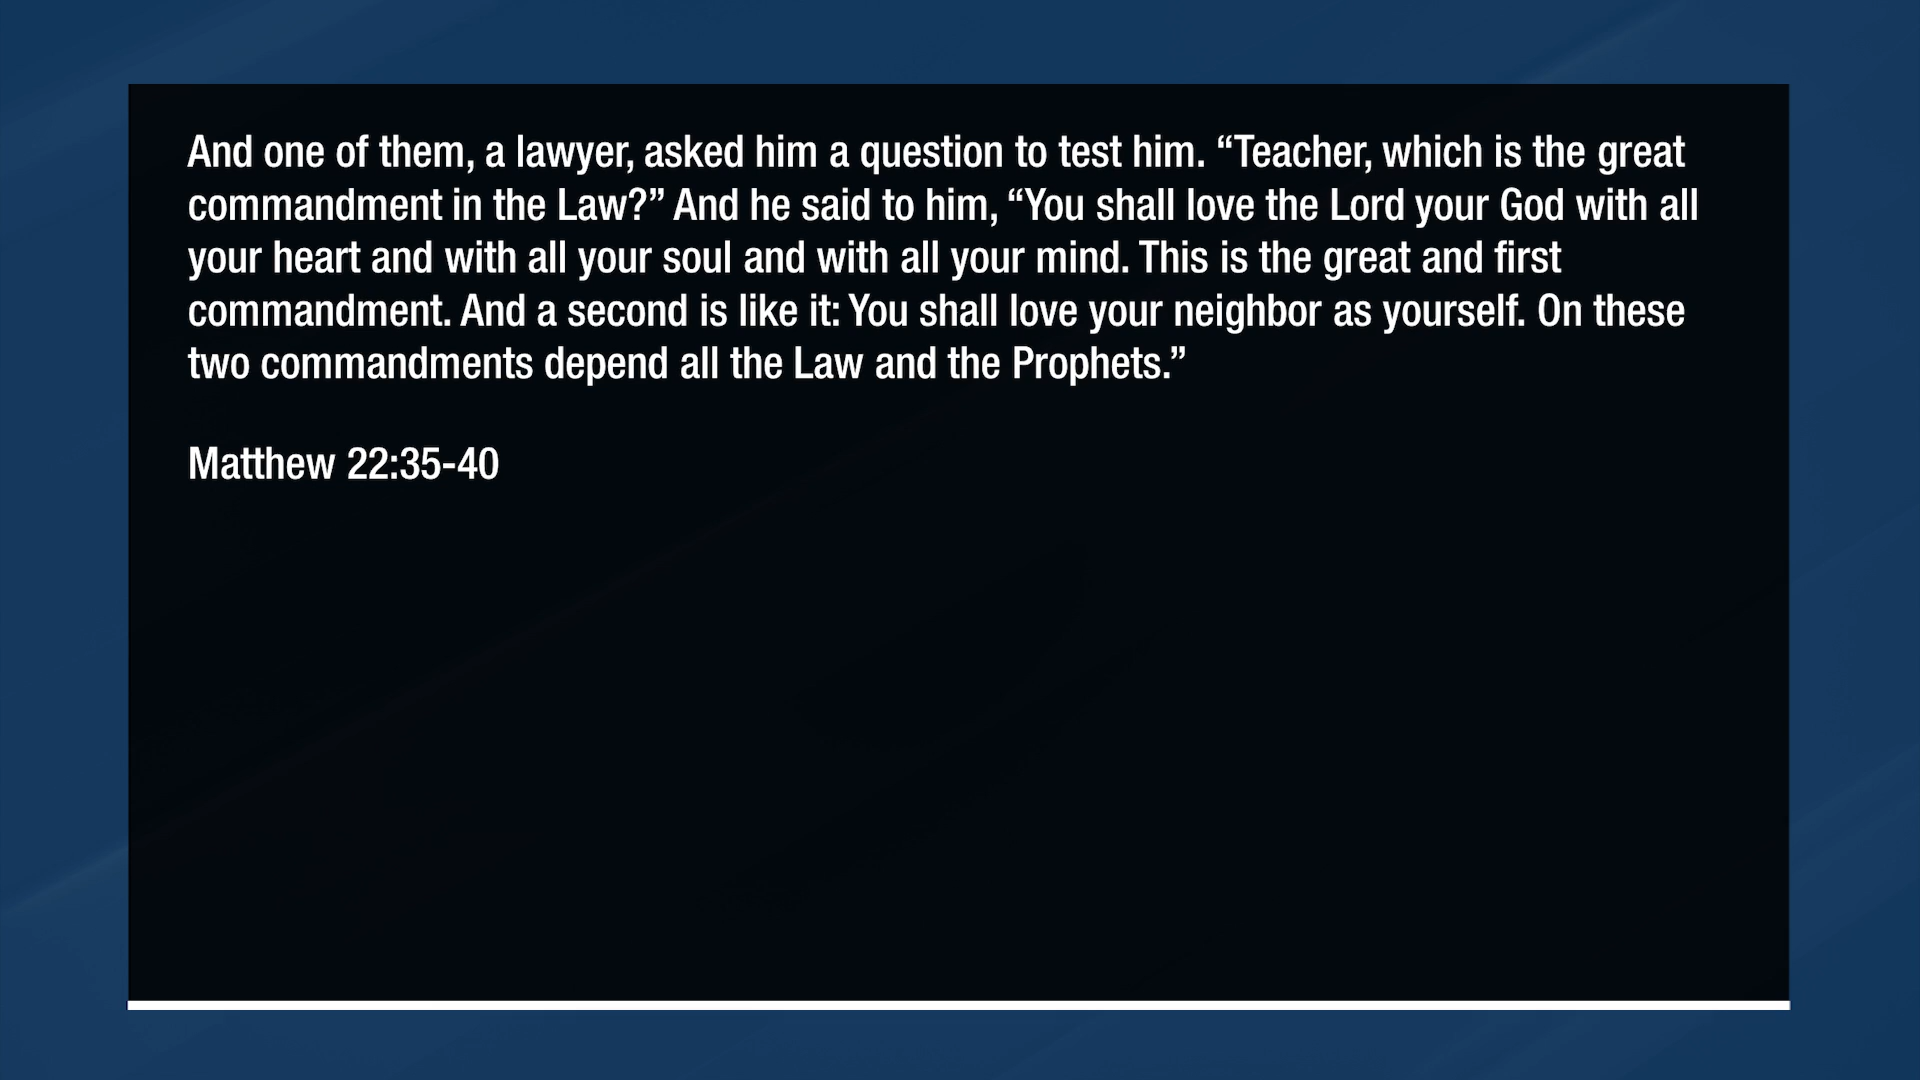 And one of them, a lawyer, asked him a question to test him. “Teacher, which is the great
commandment in the Law?” And he said to him, “You shall love the Lord your God with all
your heart and with all your soul and with all your mind. This is the great and first
commandment. And a second is like it: You shall love your neighbor as yourself. On these
two commandments depend all the Law and the Prophets.”
Matthew 22:35-40